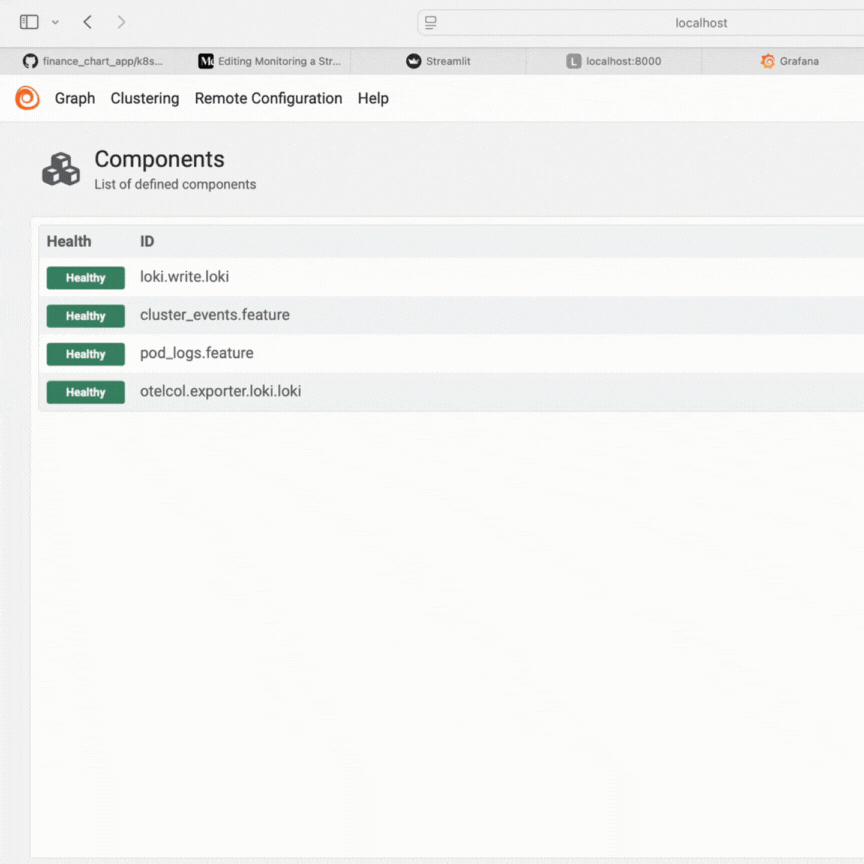 localhost
finance_chart_app/k8s... Editing Monitoring a Str... Streamlit L localhost:8000 Grafana
Graph Clustering Remote Configuration Help
Components
List of defined components
Health ID
Healthy loki.write.loki
Healthy cluster_events.feature
Healthy pod_logs.feature
Healthy otelcol.exporter.loki.loki